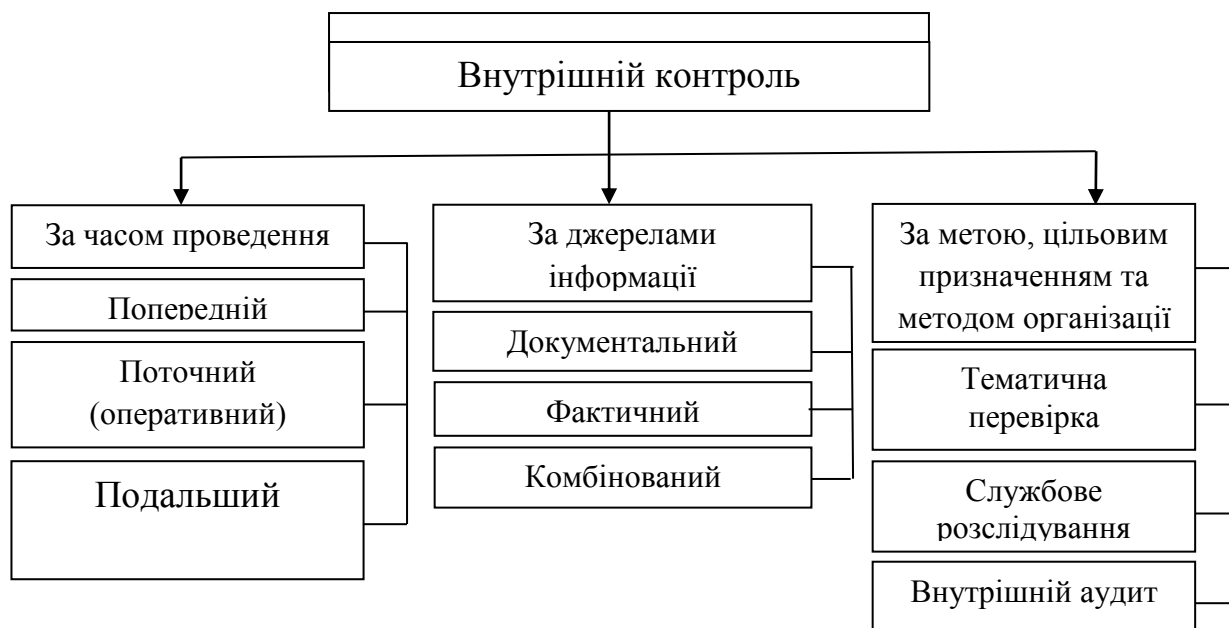 Внутрішній контроль
За часом проведення
Попередній
Поточний
(оперативний)
Подальший
За джерелами
інформації
Документальний
Фактичний
Комбінований
За метою, цільовим
призначенням та
методом організації
Тематична
перевірка
Службове
розслідування
Внутрішній аудит